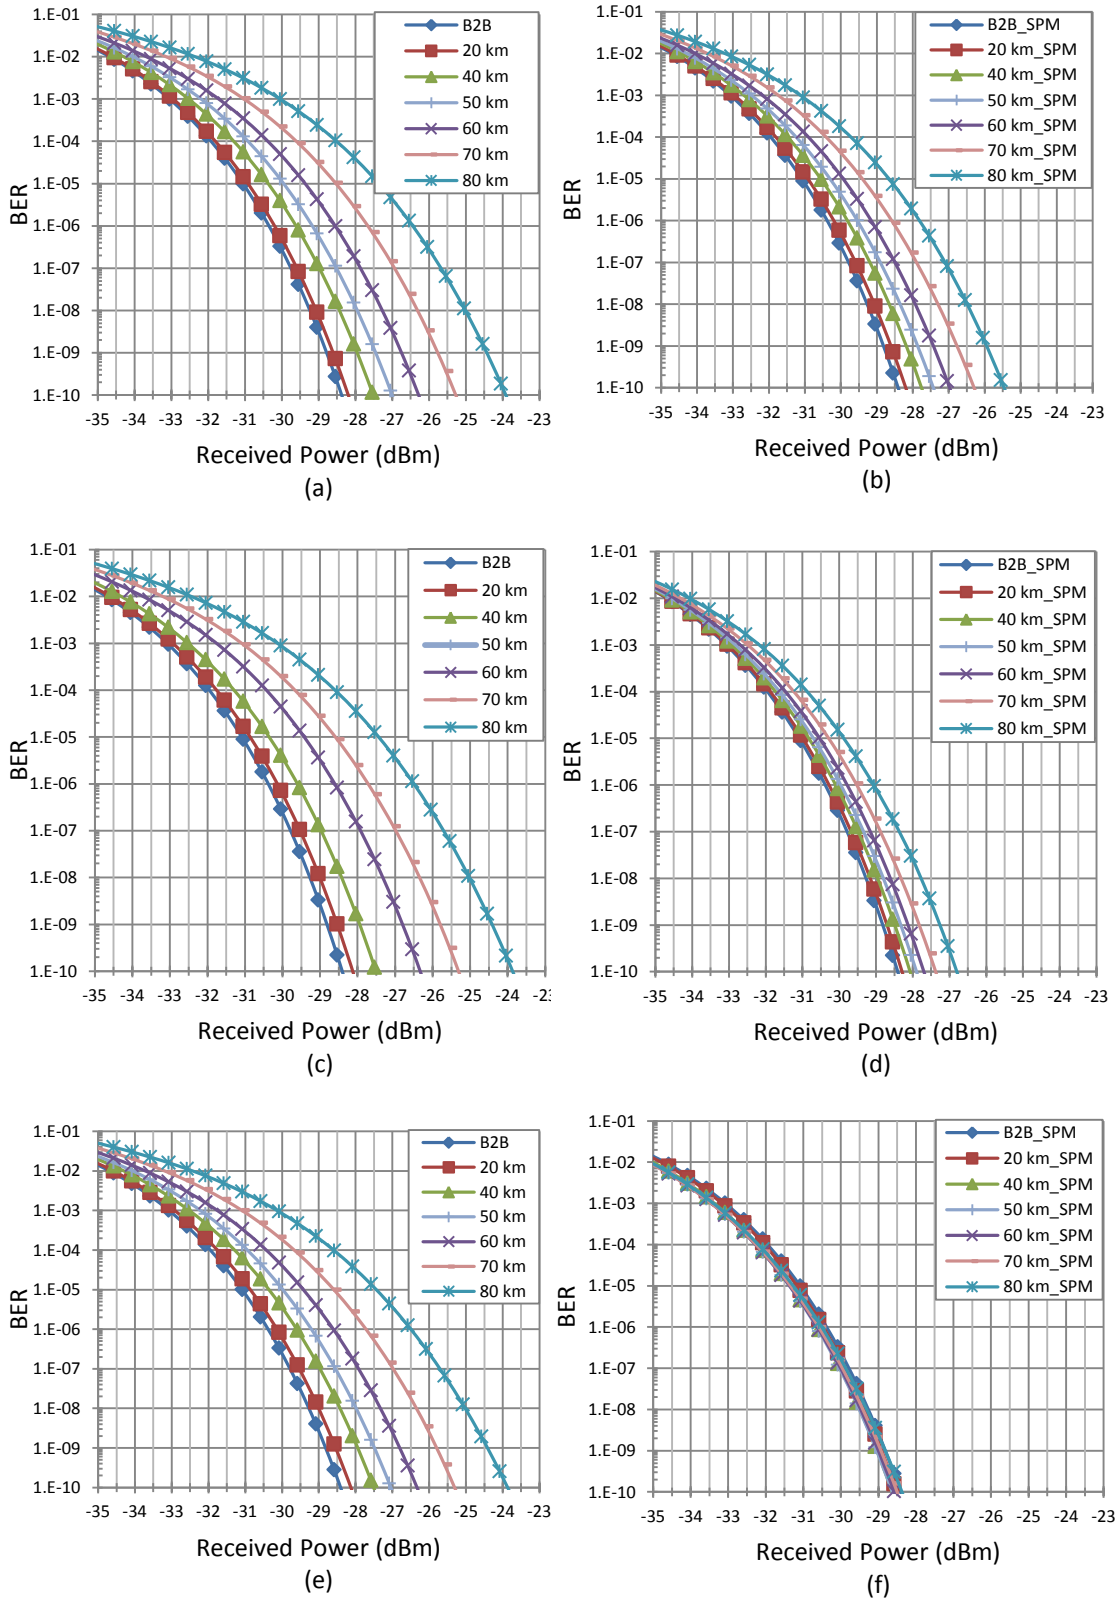 1.E-01
1.E-02
1.E-03
1.E-04
1.E-05
1.E-06
1.E-07
1.E-08
1.E-09
1.E-10
BER
-35 -34 -33 -32 -31 -30 -29 -28 -27 -26 -25 -24 -23
Received Power (dBm)
(a)
B2B
20 km
40 km
50 km
60 km
70 km
80 km
1.E-01
1.E-02
1.E-03
1.E-04
1.E-05
1.E-06
1.E-07
1.E-08
1.E-09
1.E-10
BER
-35 -34 -33 -32 -31 -30 -29 -28 -27 -26 -25 -24 -23
Received Power (dBm)
(b)
B2B_SPM
20 km_SPM
40 km_SPM
50 km_SPM
60 km_SPM
70 km_SPM
80 km_SPM
1.E-01
1.E-02
1.E-03
1.E-04
1.E-05
1.E-06
1.E-07
1.E-08
1.E-09
1.E-10
BER
-35 -34 -33 -32 -31 -30 -29 -28 -27 -26 -25 -24
Received Power (dBm)
(c)
B2B
20 km
40 km
50 km
60 km
70 km
80 km
1.E-01
1.E-02
1.E-03
1.E-04
1.E-05
1.E-06
1.E-07
1.E-08
1.E-09
1.E-10
BER
-35 -34 -33 -32 -31 -30 -29 -28 -27 -26 -25 -24 -23
Received Power (dBm)
(d)
B2B_SPM
20 km_SPM
40 km_SPM
50 km_SPM
60 km_SPM
70 km_SPM
80 km_SPM
1.E-01
1.E-02
1.E-03
1.E-04
1.E-05
1.E-06
1.E-07
1.E-08
1.E-09
1.E-10
BER
-35 -34 -33 -32 -31 -30 -29 -28 -27 -26 -25 -24 -23
Received Power (dBm)
(e)
B2B
20 km
40 km
50 km
60 km
70 km
80 km
1.E-01
1.E-02
1.E-03
1.E-04
1.E-05
1.E-06
1.E-07
1.E-08
1.E-09
1.E-10
BER
-35 -34 -33 -32 -31 -30 -29 -28 -27 -26 -25 -24 -23
Received Power (dBm)
(f)
B2B_SPM
20 km_SPM
40 km_SPM
50 km_SPM
60 km_SPM
70 km_SPM
80 km_SPM